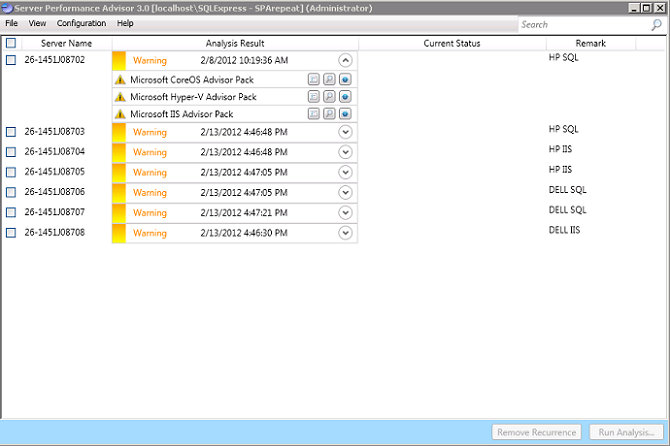 Server Performance Advisor 3.0 [localhost\SQLExpress - SPArepeat] (Administrator)
File View Configuration Help Search
Server Name Analysis Result Current Status Remark
26-1451J08702 Warning 2/8/2012 10:19:36 AM HP SQL
Microsoft CoreOS Advisor Pack
Microsoft Hyper-V Advisor Pack
Microsoft IIS Advisor Pack
26-1451J08703 Warning 2/13/2012 4:46:48 PM HP SQL
26-1451J08704 Warning 2/13/2012 4:46:48 PM HP IIS
26-1451J08705 Warning 2/13/2012 4:47:05 PM HP IIS
26-1451J08706 Warning 2/13/2012 4:47:05 PM DELL SQL
26-1451J08707 Warning 2/13/2012 4:47:21 PM DELL SQL
26-1451J08708 Warning 2/13/2012 4:46:30 PM DELL IIS
Remove Recurrence Run Analysis...